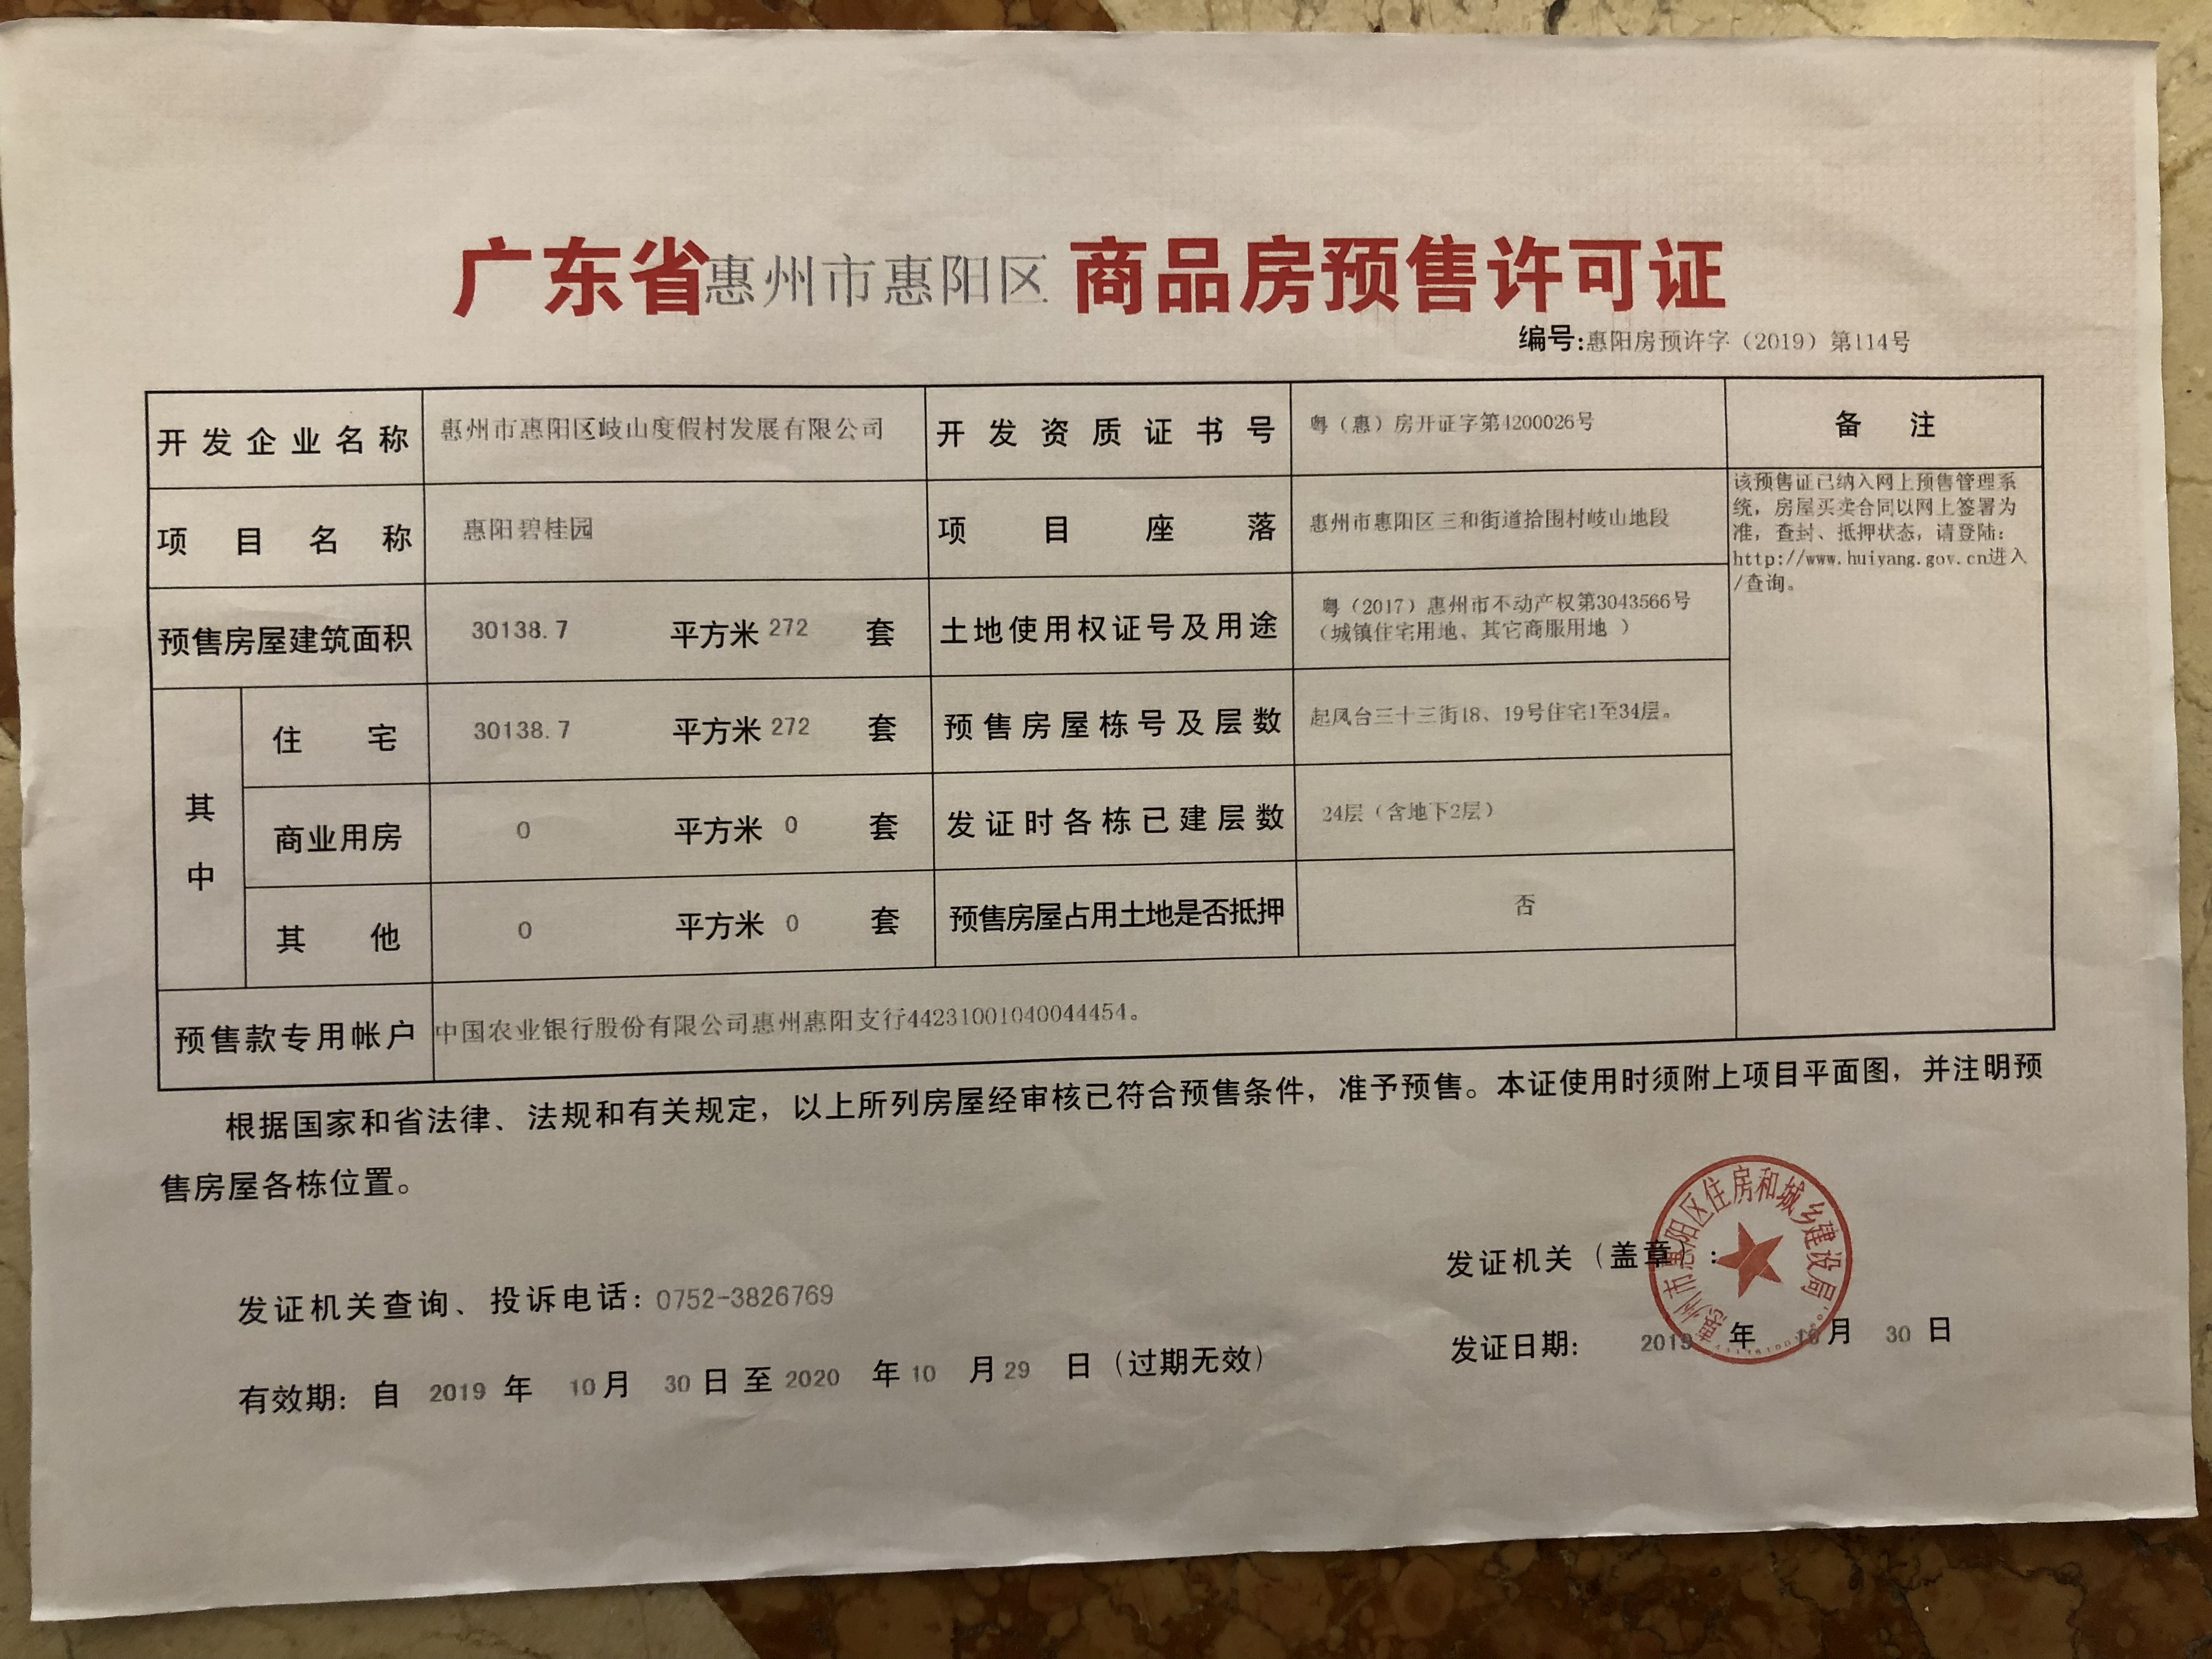 广东省惠州市惠阳区 商品房预售许可证
编号:惠阳房预许字（2019）第114号
开发企业名称 惠州市惠阳区岐山度假村发展有限公司 开发资质证书号 粤（惠）房开证字第4200026号 备 注
项目名称 惠阳碧桂园 项目座落 惠州市惠阳区三和街道拾围村岐山地段
该预售证已纳入网上预售管理系
统，房屋买卖合同以网上签署为
准，查封、抵押状态，请登陆：
http://www.huiyang.gov.cn进入
/查询。
预售房屋建筑面积 30138.7 平方米 272 套 土地使用权证号及用途 粤（2017）惠州市不动产权第3043566号
（城镇住宅用地、其它商服用地 ）
其中
住宅 30138.7 平方米 272 套 预售房屋栋号及层数 起凤台三十三街18、19号住宅1至34层。
商业用房 0 平方米 0 套 发证时各栋已建层数 24层（含地下2层）
其他 0 平方米 0 套 预售房屋占用土地是否抵押 否
预售款专用帐户 中国农业银行股份有限公司惠州惠阳支行44231001040044454。
根据国家和省法律、法规和有关规定，以上所列房屋经审核已符合预售条件，准予预售。本证使用时须附上项目平面图，并注明预
售房屋各栋位置。
发证机关（盖章）：
惠州市惠阳区住房和城乡建设局
发证机关查询、投诉电话：0752-3826769
发证日期： 2019 年 10 月 30 日
有效期：自 2019 年 10 月 30 日 至 2020 年 10 月 29 日（过期无效）